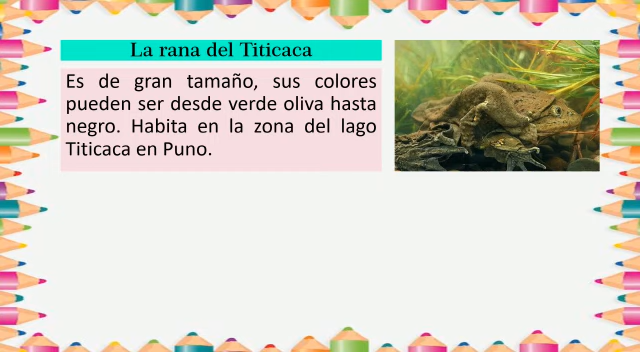 La rana del Titicaca
Es de gran tamaño, sus colores
pueden ser desde verde oliva hasta
negro. Habita en la zona del lago
Titicaca en Puno.